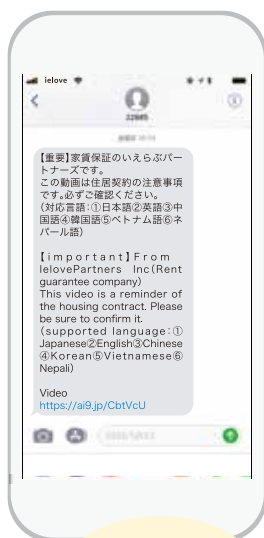 ielove
【重要】家賃保証のいえらぶパー
トナーズです。
この動画は住居契約の注意事項
です。必ずご確認ください。
(対応言語:①日本語②英語③中
国語④韓国語⑤ベトナム語⑥ネ
パール語)
【important】From
IelovePartners Inc(Rent
guarantee company)
This video is a reminder of
the housing contract. Please
be sure to confirm it.
(supported language:①
Japanese②English③Chinese
④Korean⑤Vietnamese⑥
Nepali)
Video
https://ai9.jp/CbtVcU